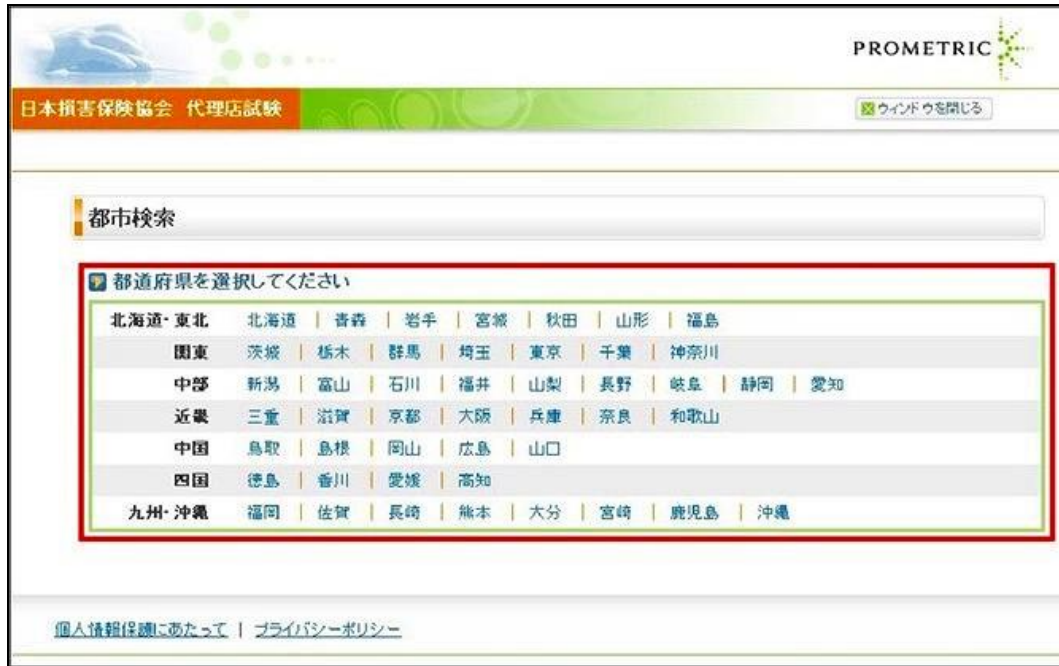 PROMETRIC
日本損害保険協会 代理店試験
ウィンドウを閉じる
都市検索
都道府県を選択してください
北海道・東北 北海道 | 青森 | 岩手 | 宮城 | 秋田 | 山形 | 福島
関東 茨城 | 栃木 | 群馬 | 埼玉 | 東京 | 千葉 | 神奈川
中部 新潟 | 富山 | 石川 | 福井 | 山梨 | 長野 | 岐阜 | 静岡 | 愛知
近畿 三重 | 滋賀 | 京都 | 大阪 | 兵庫 | 奈良 | 和歌山
中国 鳥取 | 島根 | 岡山 | 広島 | 山口
四国 徳島 | 香川 | 愛媛 | 高知
九州・沖縄 福岡 | 佐賀 | 長崎 | 熊本 | 大分 | 宮崎 | 鹿児島 | 沖縄
個人情報保護にあたって | プライバシーポリシー